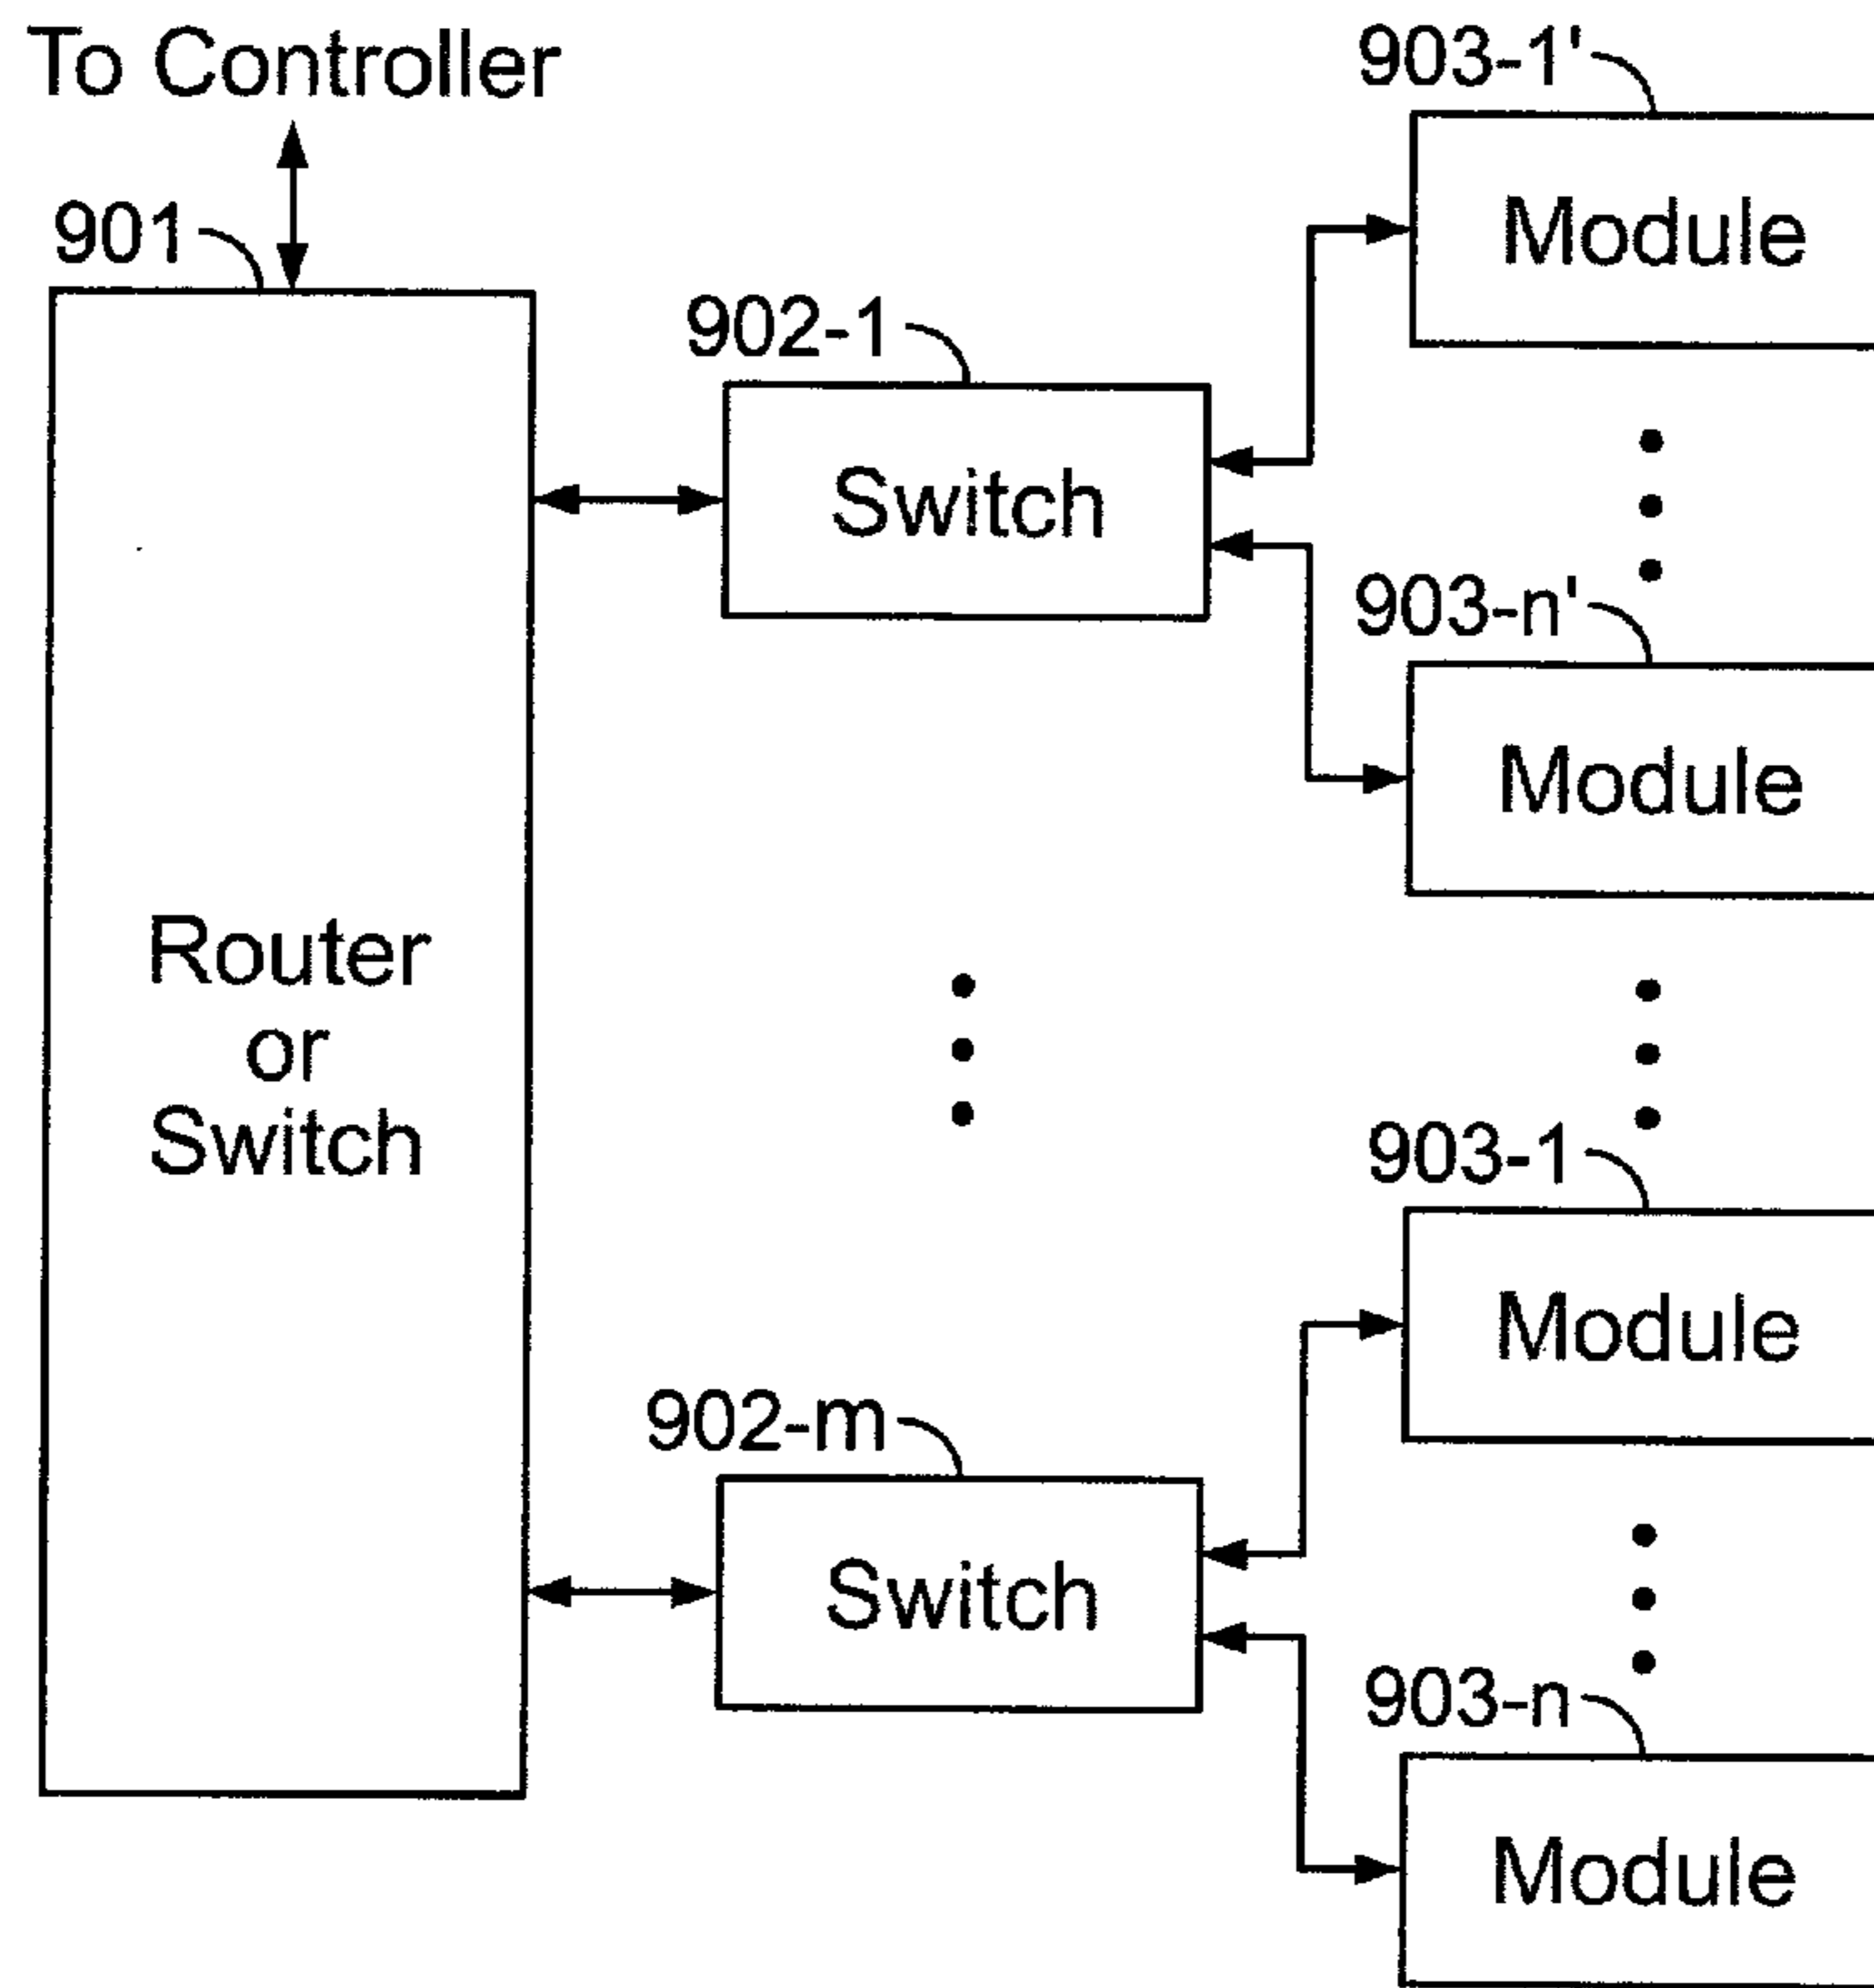 To Controller
901
Router
or
Switch
902-1
Switch
903-1'
Module
903-n'
Module
902-m
Switch
903-1
Module
903-n
Module